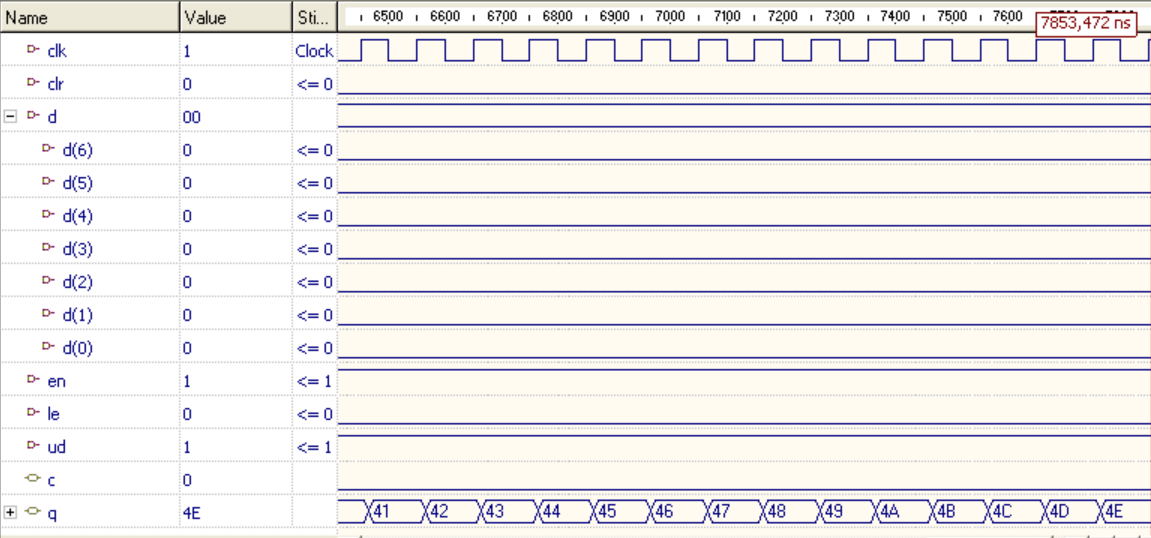 Name Value Sti... 6500 6600 6700 6800 6900 7000 7100 7200 7300 7400 7500 7600
7853,472 ns
clk 1 Clock
clr 0 <= 0
d 00
d(6) 0 <= 0
d(5) 0 <= 0
d(4) 0 <= 0
d(3) 0 <= 0
d(2) 0 <= 0
d(1) 0 <= 0
d(0) 0 <= 0
en 1 <= 1
le 0 <= 0
ud 1 <= 1
c 0
q 4E 41 42 43 44 45 46 47 48 49 4A 4B 4C 4D 4E